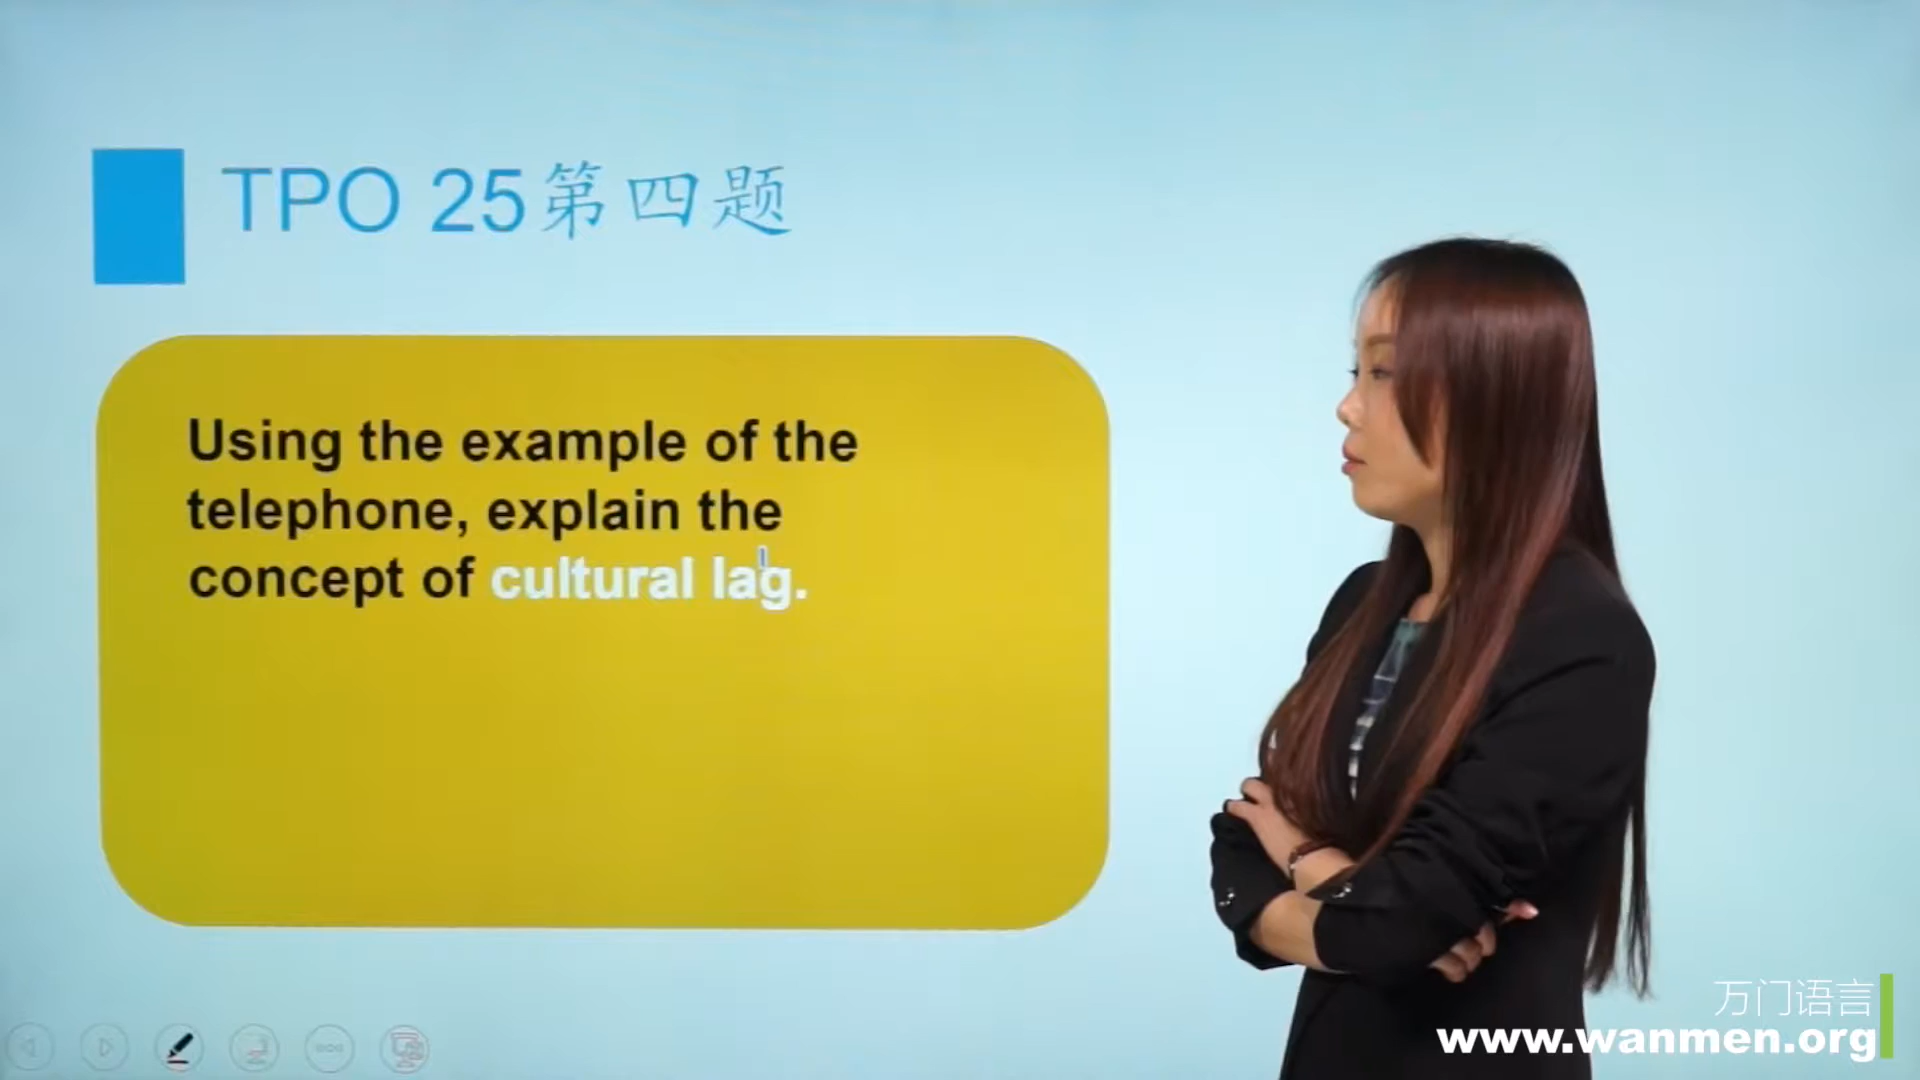 TPO 25第四题
Using the example of the
telephone, explain the
concept of cultural lag.
万门语言
www.wanmen.org